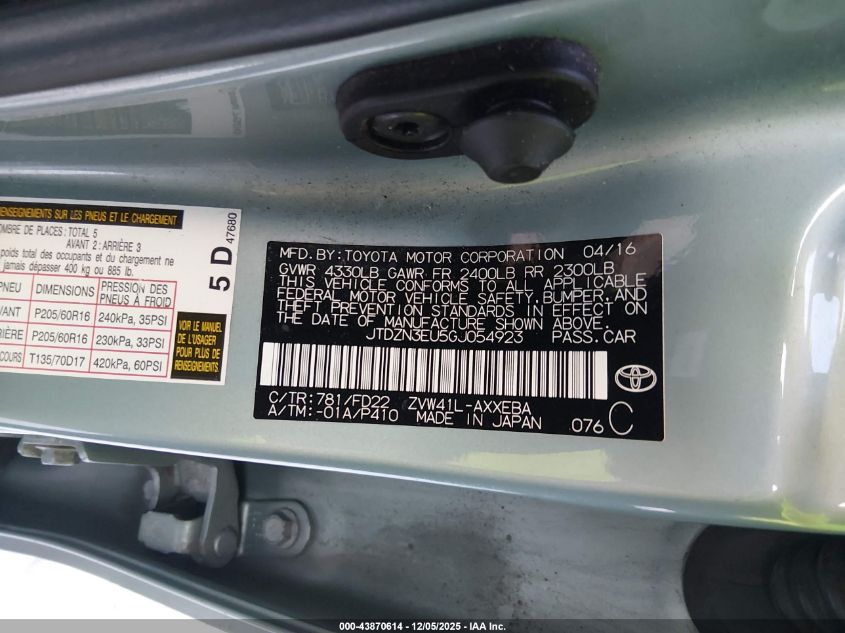 RENSEIGNEMENTS SUR LES PNEUS ET LE CHARGEMENT
OMBRE DE PLACES: TOTAL 5
AVANT 2: ARRIÈRE 3
poids total des occupants et du chargement ne
jamais dépasser 400 kg ou 885 lb.
PNEU DIMENSIONS PRESSION DES PNEUS À FROID
VANT P205/60R16 240kPa, 35PSI
RIÈRE P205/60R16 230kPa, 33PSI
COURS T135/70D17 420kPa, 60PSI
VOIR LE MANUEL
DE L'USAGER
POUR PLUS DE
RENSEIGNEMENTS
5 D 47680
MFD. BY: TOYOTA MOTOR CORPORATION 04/16
GVWR 4330LB GAWR FR 2400LB RR 2300LB
THIS VEHICLE CONFORMS TO ALL APPLICABLE
FEDERAL MOTOR VEHICLE SAFETY, BUMPER, AND
THEFT PREVENTION STANDARDS IN EFFECT ON
THE DATE OF MANUFACTURE SHOWN ABOVE.
JTDZN3EU5GJ054923 PASS. CAR
C/TR: 781/FD22 ZVW41L-AXXEBA
A/TM: -01A/P410 MADE IN JAPAN 076 C
TOYOTA
000-43870614 - 12/05/2025 - IAA Inc.